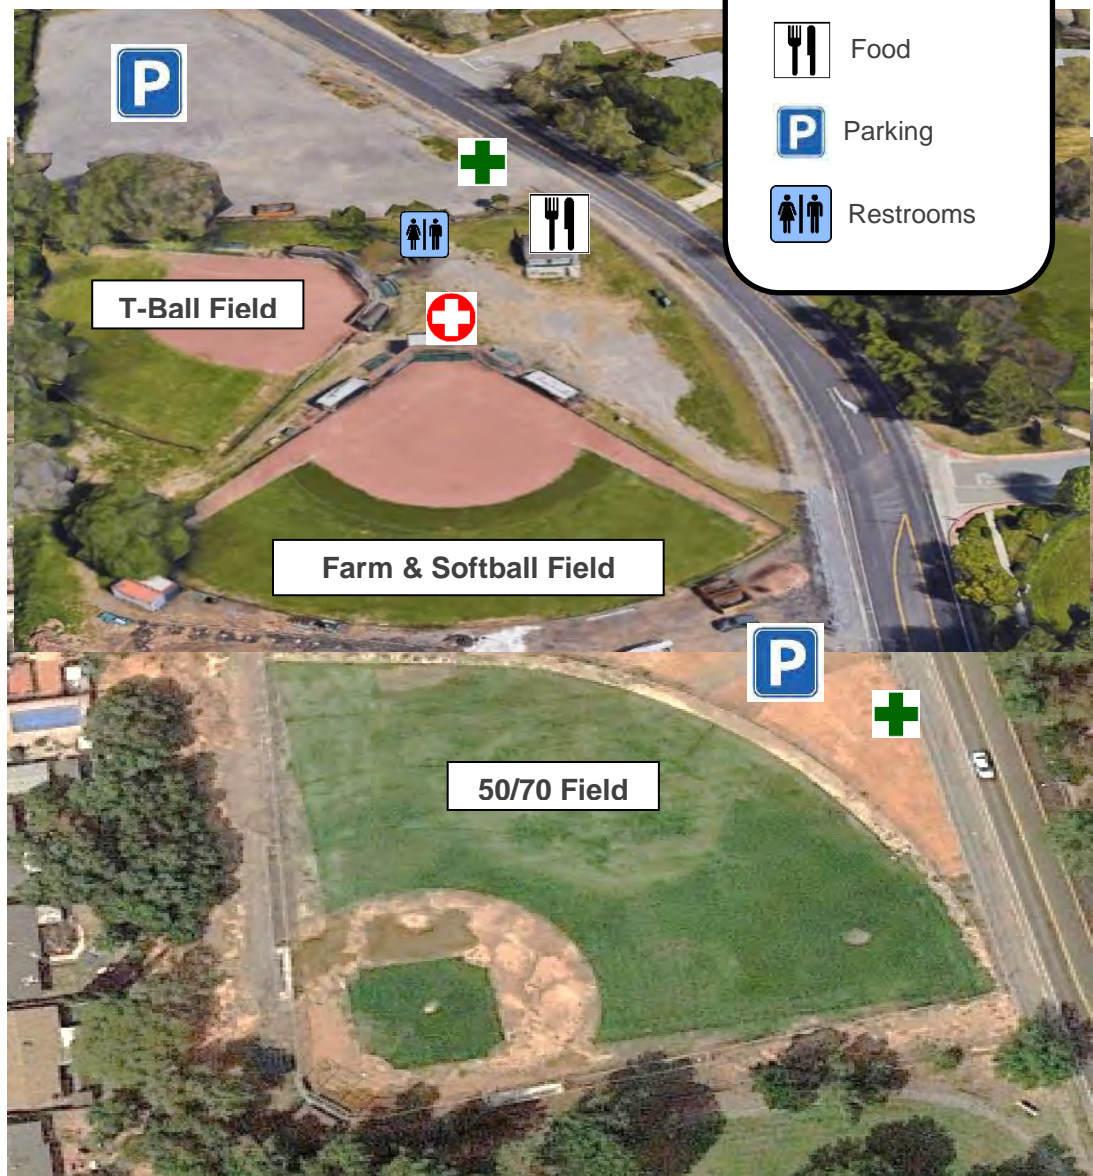 Food
P
P
Parking
Restrooms
T-Ball Field
Farm & Softball Field
P
50/70 Field